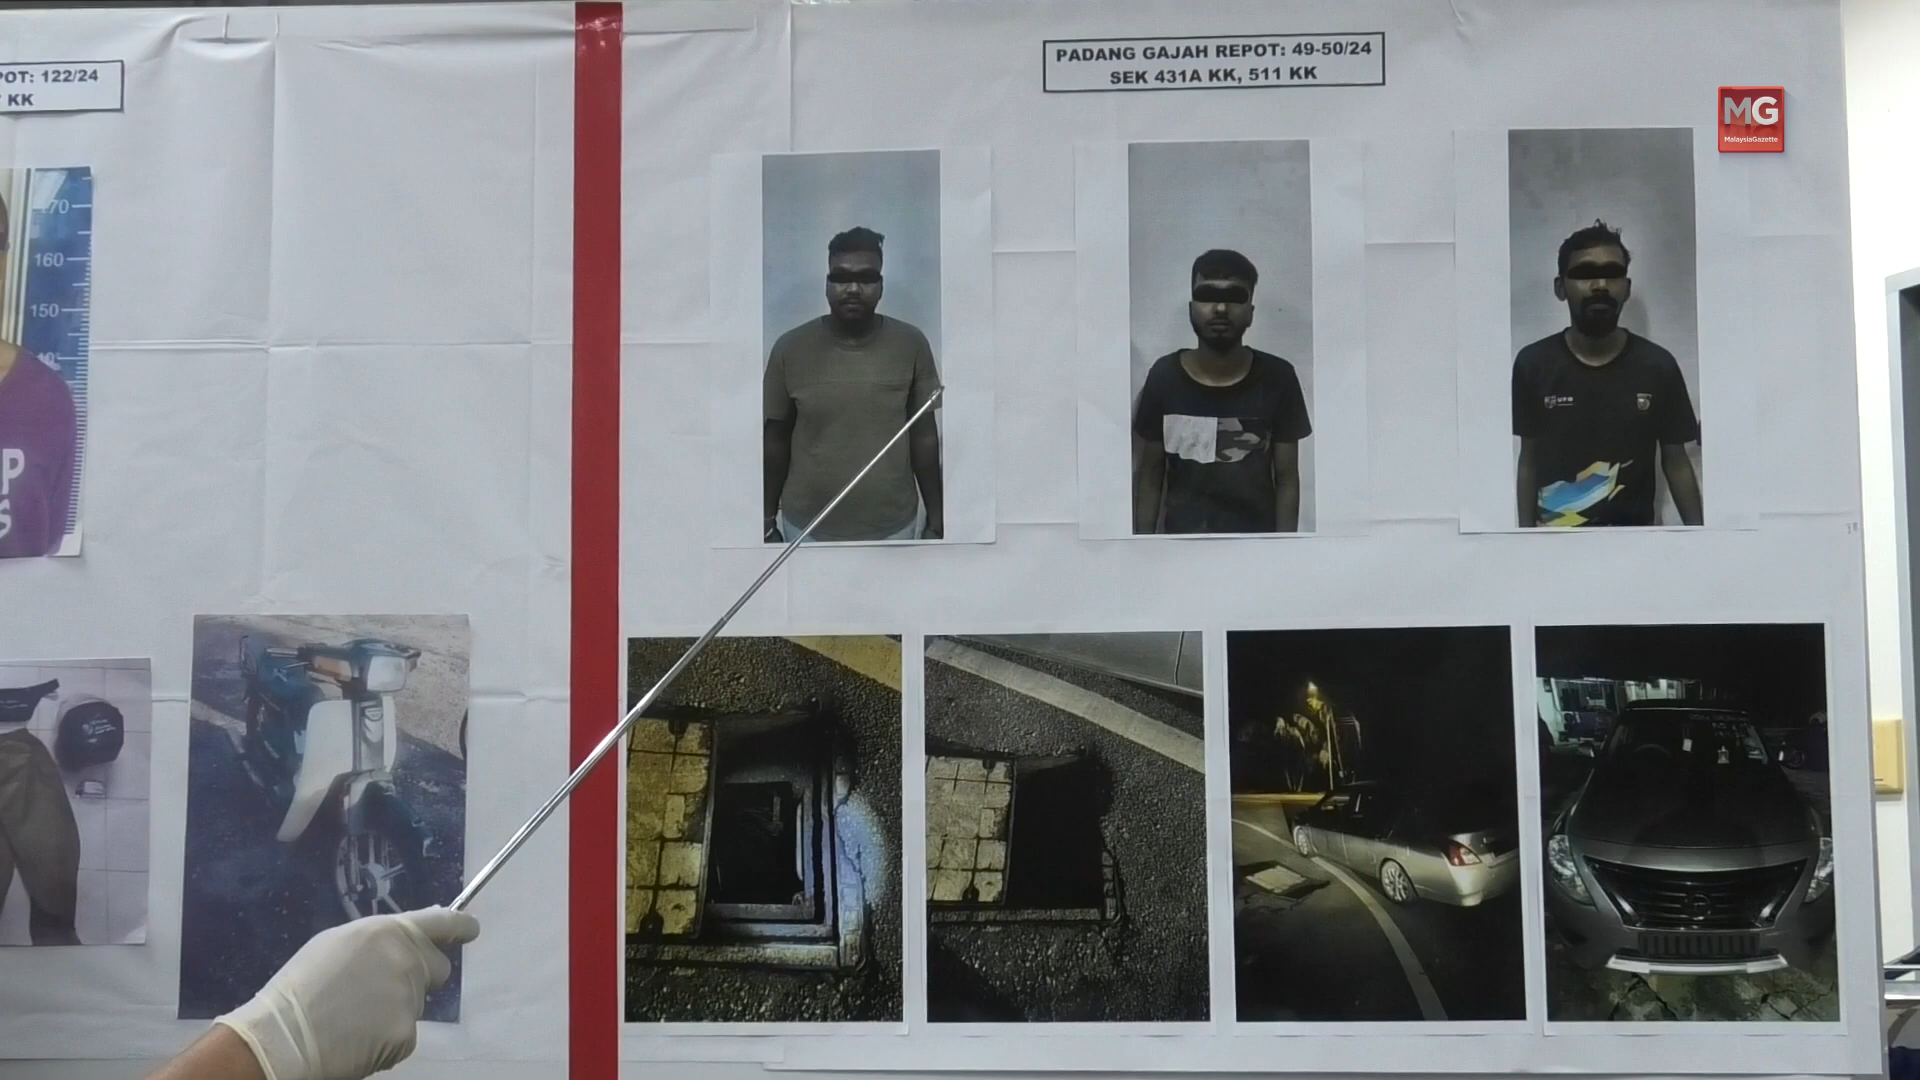 POT: 122/24
KK
PADANG GAJAH REPOT: 49-50/24
SEK 431A KK, 511 KK
MG
MalaysiaGazette
170
160
150
P
S
UFB